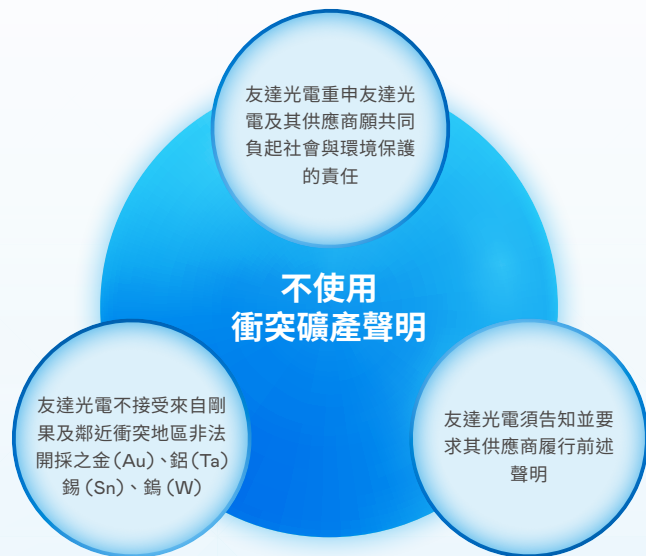 友達光電重申友達光
電及其供應商願共同
負起社會與環境保護
的責任
不使用
衝突礦產聲明
友達光電不接受來自剛
果及鄰近衝突地區非法
開採之金(Au)、鋁(Ta)
錫(Sn)、鎢(W)
友達光電須告知並要
求其供應商履行前述
聲明